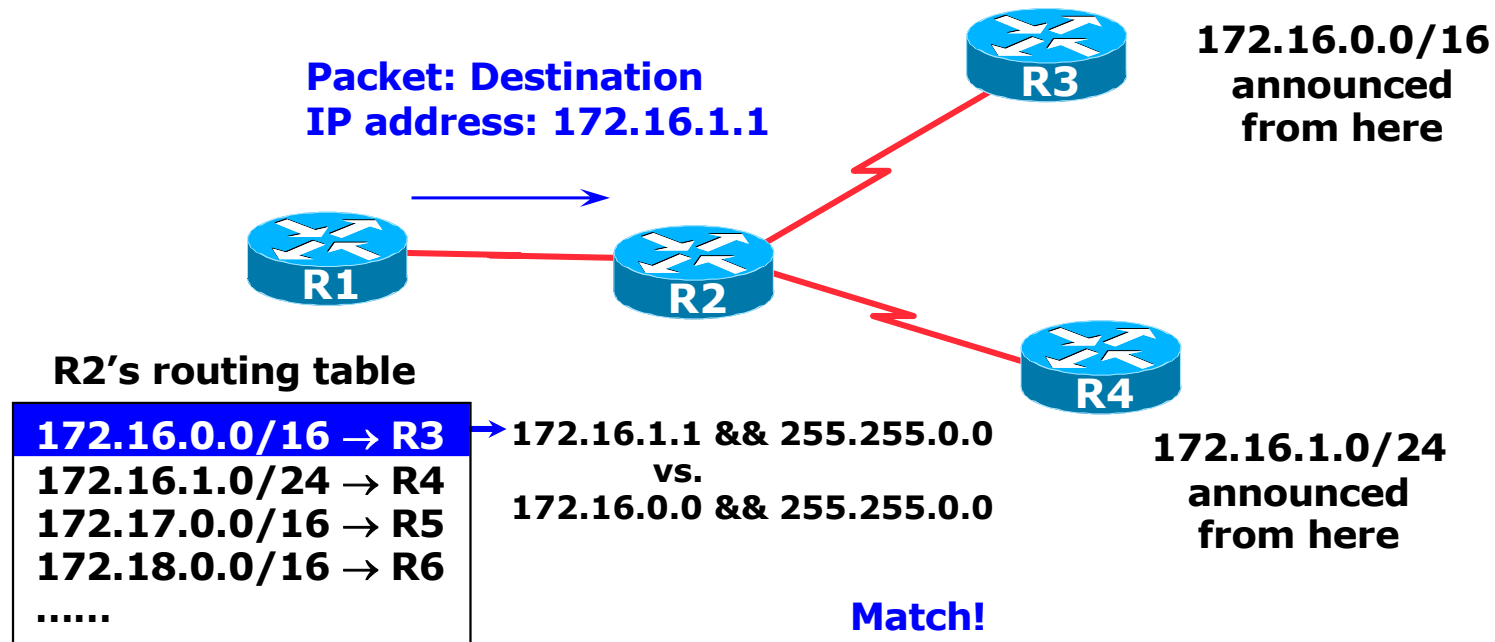 Packet: Destination
IP address: 172.16.1.1
R3
172.16.0.0/16
announced
from here
R1
R2
R4
172.16.1.0/24
announced
from here
R2’s routing table
172.16.0.0/16 → R3
172.16.1.0/24 → R4
172.17.0.0/16 → R5
172.18.0.0/16 → R6
......
172.16.1.1 && 255.255.0.0
vs.
172.16.0.0 && 255.255.0.0
Match!